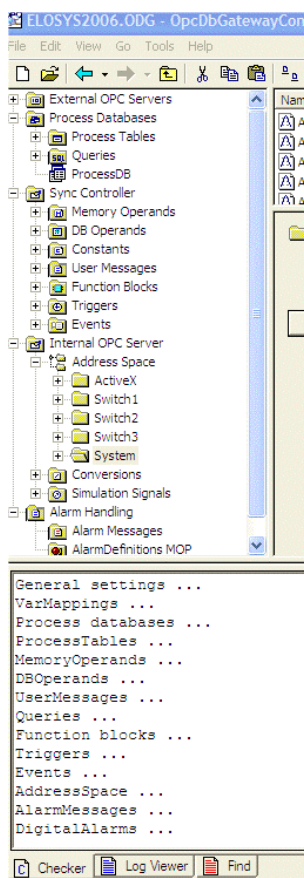 ELOSYS2006.ODG - OpcDbGatewayCon
File Edit View Go Tools Help
External OPC Servers
Process Databases
Process Tables
Queries
ProcessDB
Sync Controller
Memory Operands
DB Operands
Constants
User Messages
Function Blocks
Triggers
Events
Internal OPC Server
Address Space
ActiveX
Switch1
Switch2
Switch3
System
Conversions
Simulation Signals
Alarm Handling
Alarm Messages
AlarmDefinitions MOP
General settings ...
VarMappings ...
Process databases ...
ProcessTables ...
MemoryOperands ...
DBOperands ...
UserMessages ...
Queries ...
Function blocks ...
Triggers ...
Events ...
AddressSpace ...
AlarmMessages ...
DigitalAlarms ...
Checker Log Viewer Find